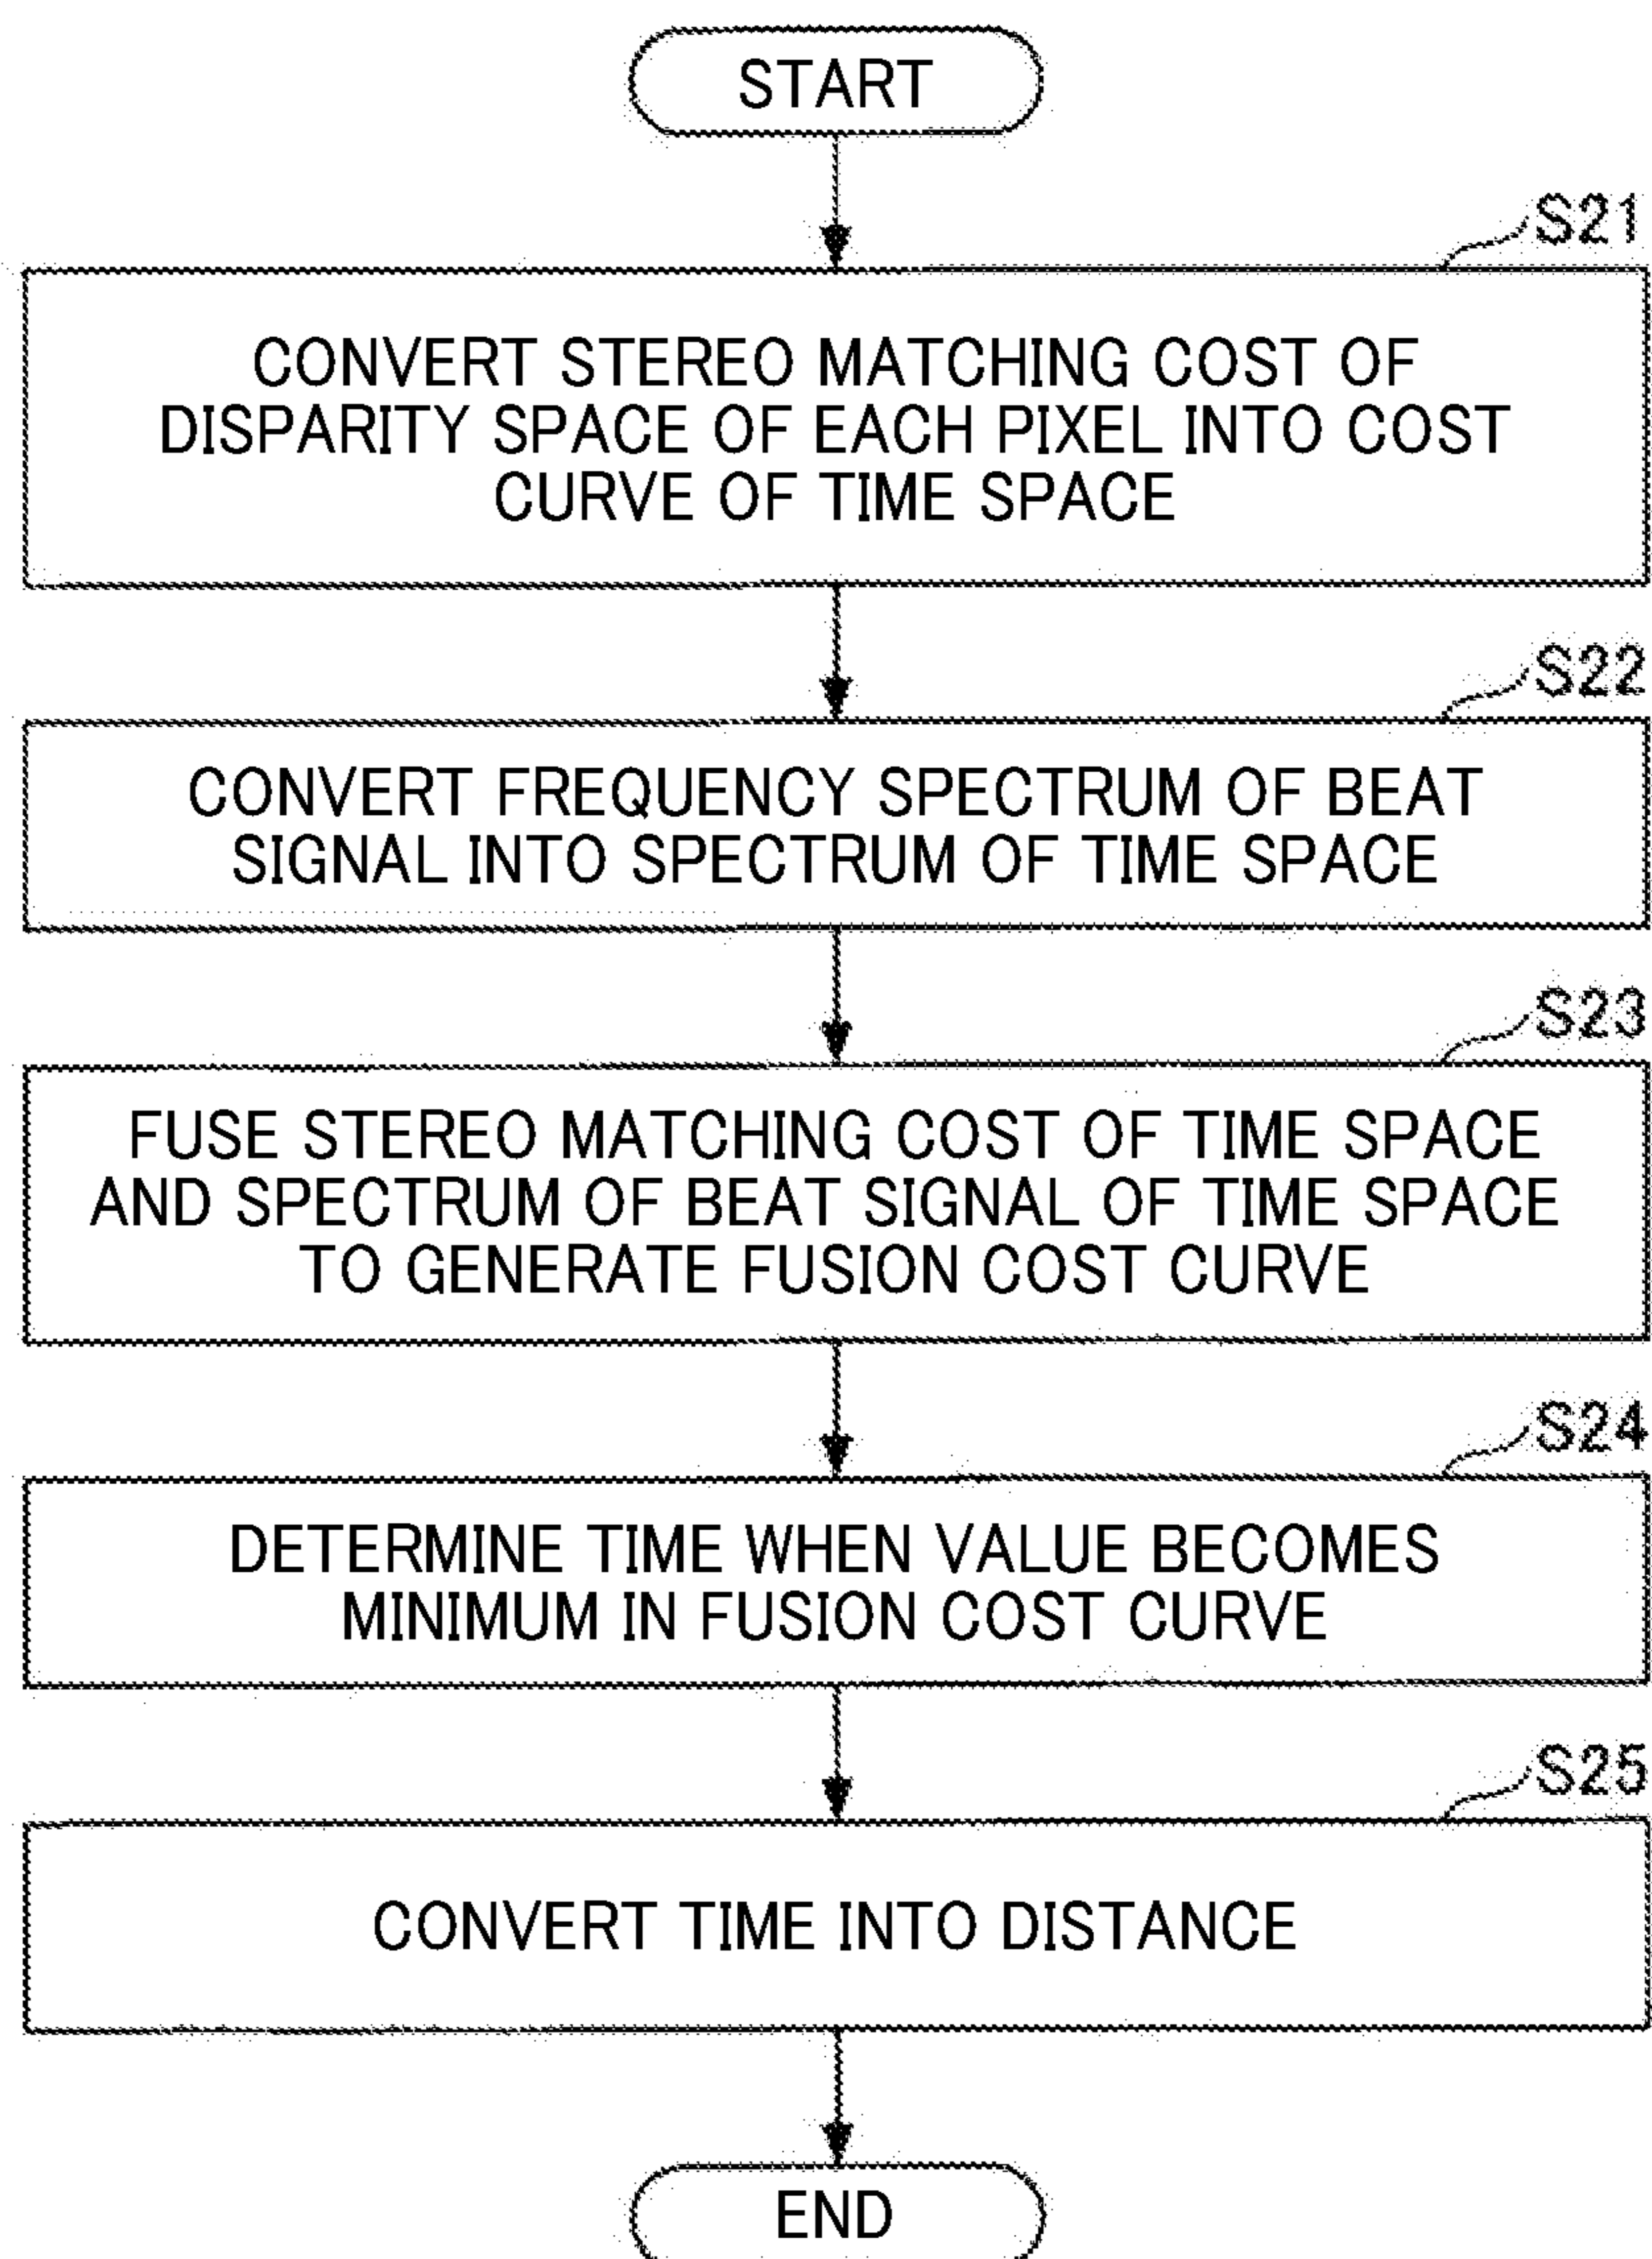 START
S21
CONVERT STEREO MATCHING COST OF
DISPARITY SPACE OF EACH PIXEL INTO COST
CURVE OF TIME SPACE
S22
CONVERT FREQUENCY SPECTRUM OF BEAT
SIGNAL INTO SPECTRUM OF TIME SPACE
S23
FUSE STEREO MATCHING COST OF TIME SPACE
AND SPECTRUM OF BEAT SIGNAL OF TIME SPACE
TO GENERATE FUSION COST CURVE
S24
DETERMINE TIME WHEN VALUE BECOMES
MINIMUM IN FUSION COST CURVE
S25
CONVERT TIME INTO DISTANCE
END